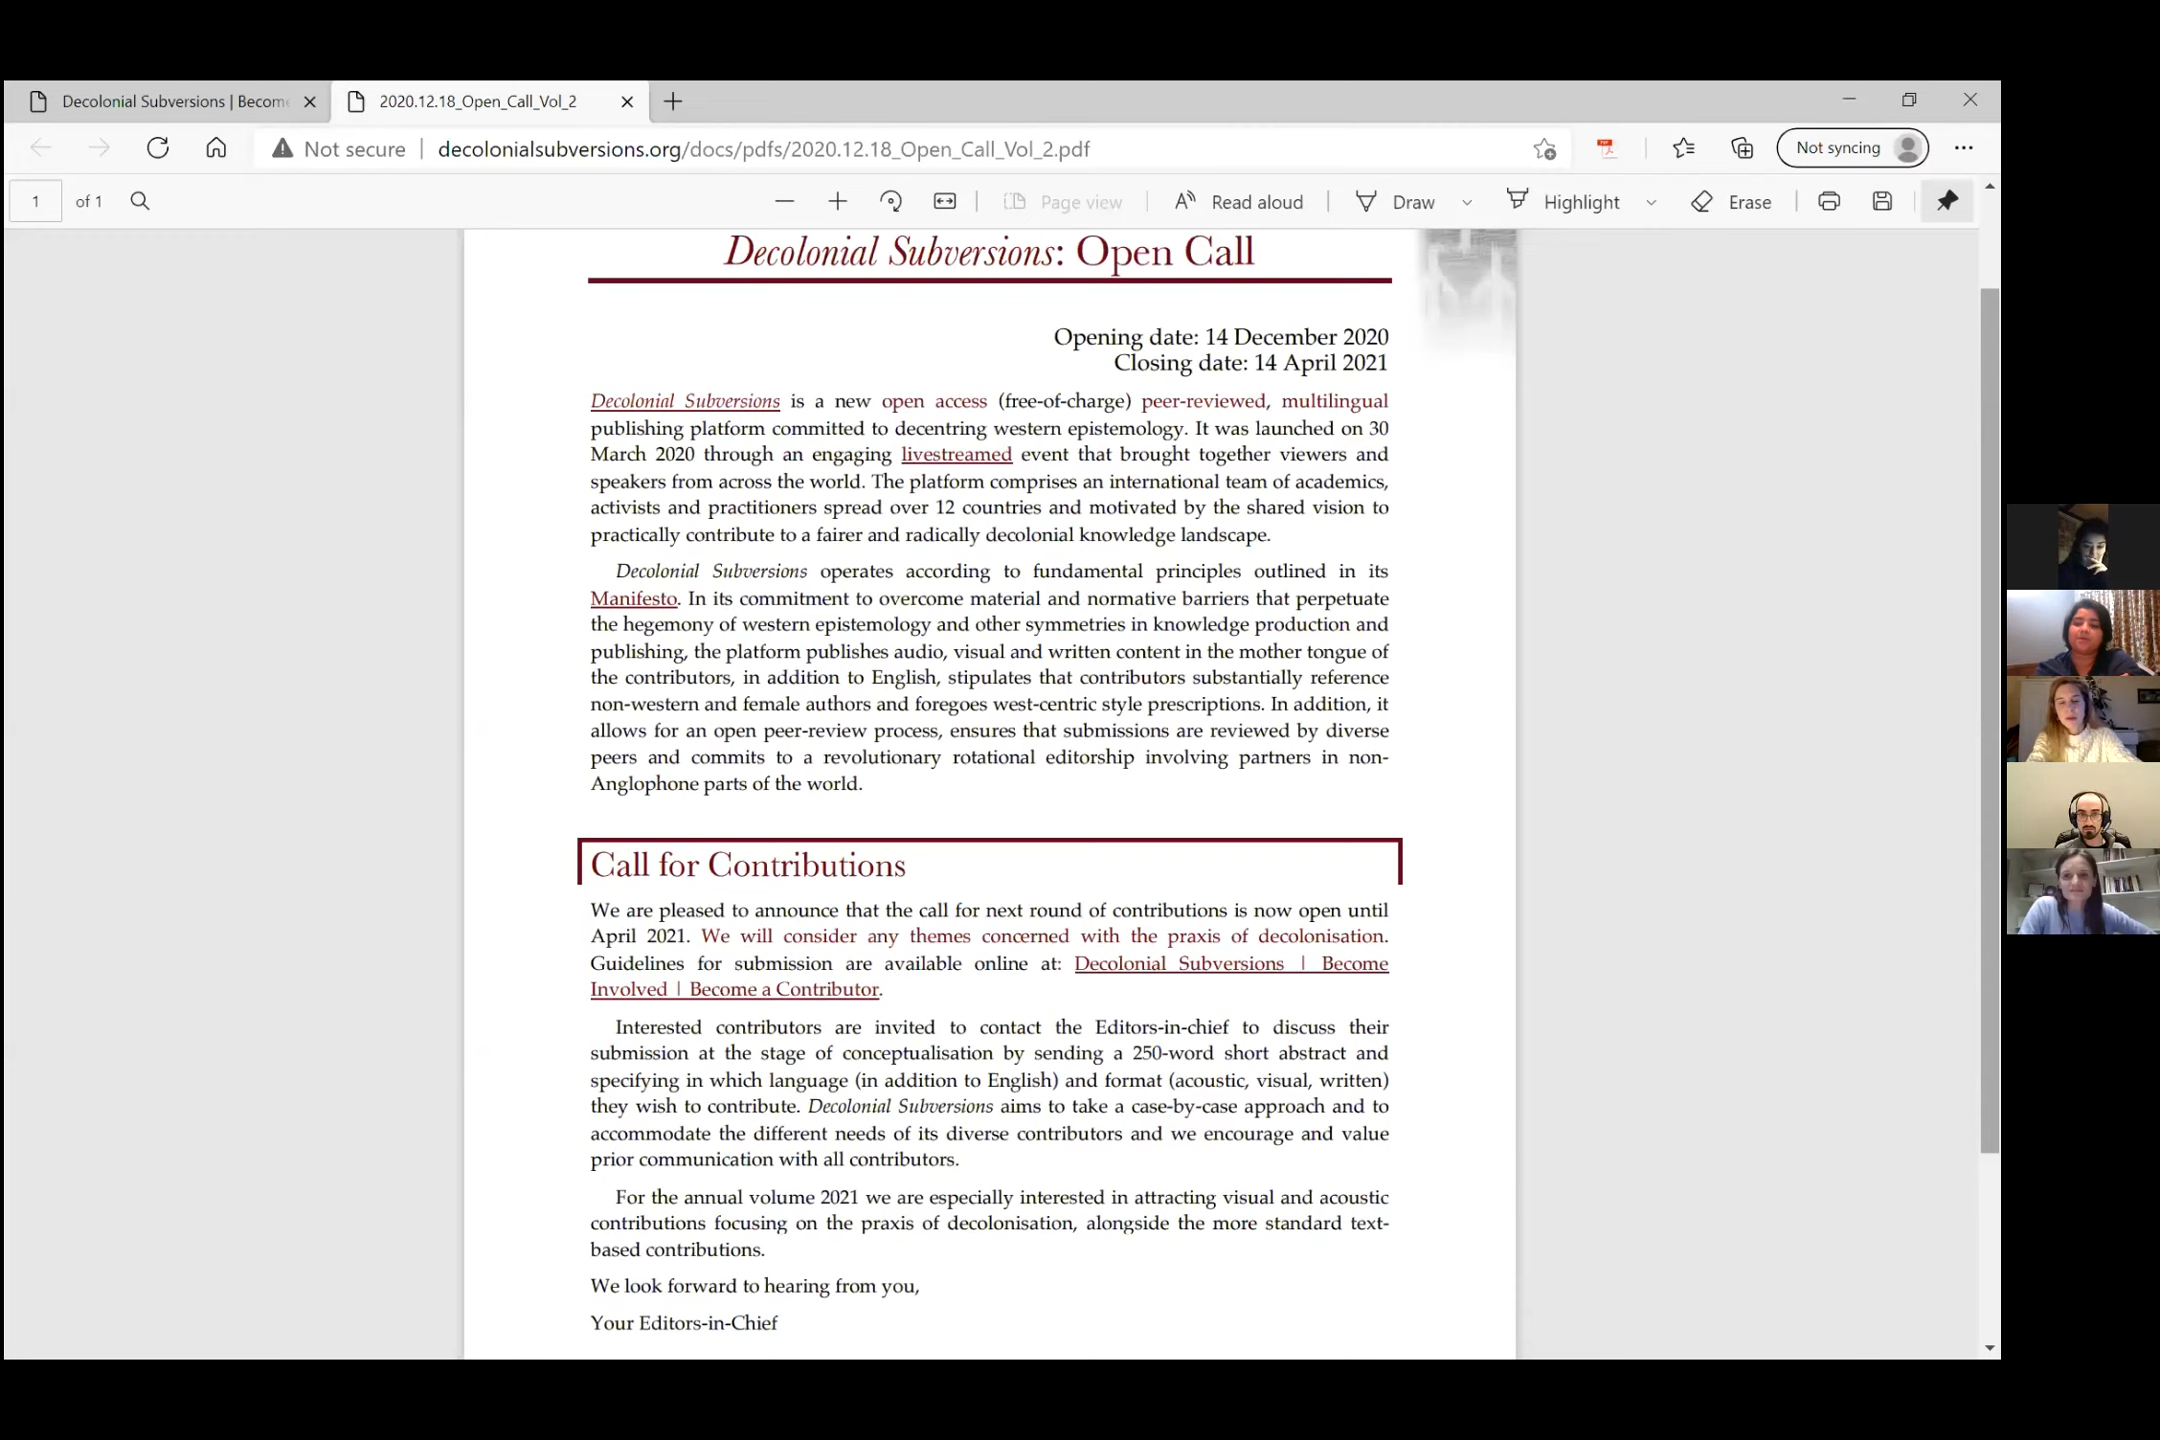 Decolonial Subversions | Becom
2020.12.18_Open_Call_Vol_2
Not secure
decolonialsubversions.org/docs/pdfs/2020.12.18_Open_Call_Vol_2.pdf
Not syncing
1
of 1
Page view
Read aloud
Draw
Highlight
Erase
Decolonial Subversions: Open Call
Opening date: 14 December 2020
Closing date: 14 April 2021
Decolonial Subversions is a new open access (free-of-charge) peer-reviewed, multilingual
publishing platform committed to decentring western epistemology. It was launched on 30
March 2020 through an engaging livestreamed event that brought together viewers and
speakers from across the world. The platform comprises an international team of academics,
activists and practitioners spread over 12 countries and motivated by the shared vision to
practically contribute to a fairer and radically decolonial knowledge landscape.
Decolonial Subversions operates according to fundamental principles outlined in its
Manifesto. In its commitment to overcome material and normative barriers that perpetuate
the hegemony of western epistemology and other symmetries in knowledge production and
publishing, the platform publishes audio, visual and written content in the mother tongue of
the contributors, in addition to English, stipulates that contributors substantially reference
non-western and female authors and foregoes west-centric style prescriptions. In addition, it
allows for an open peer-review process, ensures that submissions are reviewed by diverse
peers and commits to a revolutionary rotational editorship involving partners in non-
Anglophone parts of the world.
Call for Contributions
We are pleased to announce that the call for next round of contributions is now open until
April 2021. We will consider any themes concerned with the praxis of decolonisation.
Guidelines for submission are available online at: Decolonial Subversions | Become
Involved | Become a Contributor.
Interested contributors are invited to contact the Editors-in-chief to discuss their
submission at the stage of conceptualisation by sending a 250-word short abstract and
specifying in which language (in addition to English) and format (acoustic, visual, written)
they wish to contribute. Decolonial Subversions aims to take a case-by-case approach and to
accommodate the different needs of its diverse contributors and we encourage and value
prior communication with all contributors.
For the annual volume 2021 we are especially interested in attracting visual and acoustic
contributions focusing on the praxis of decolonisation, alongside the more standard text-
based contributions.
We look forward to hearing from you,
Your Editors-in-Chief